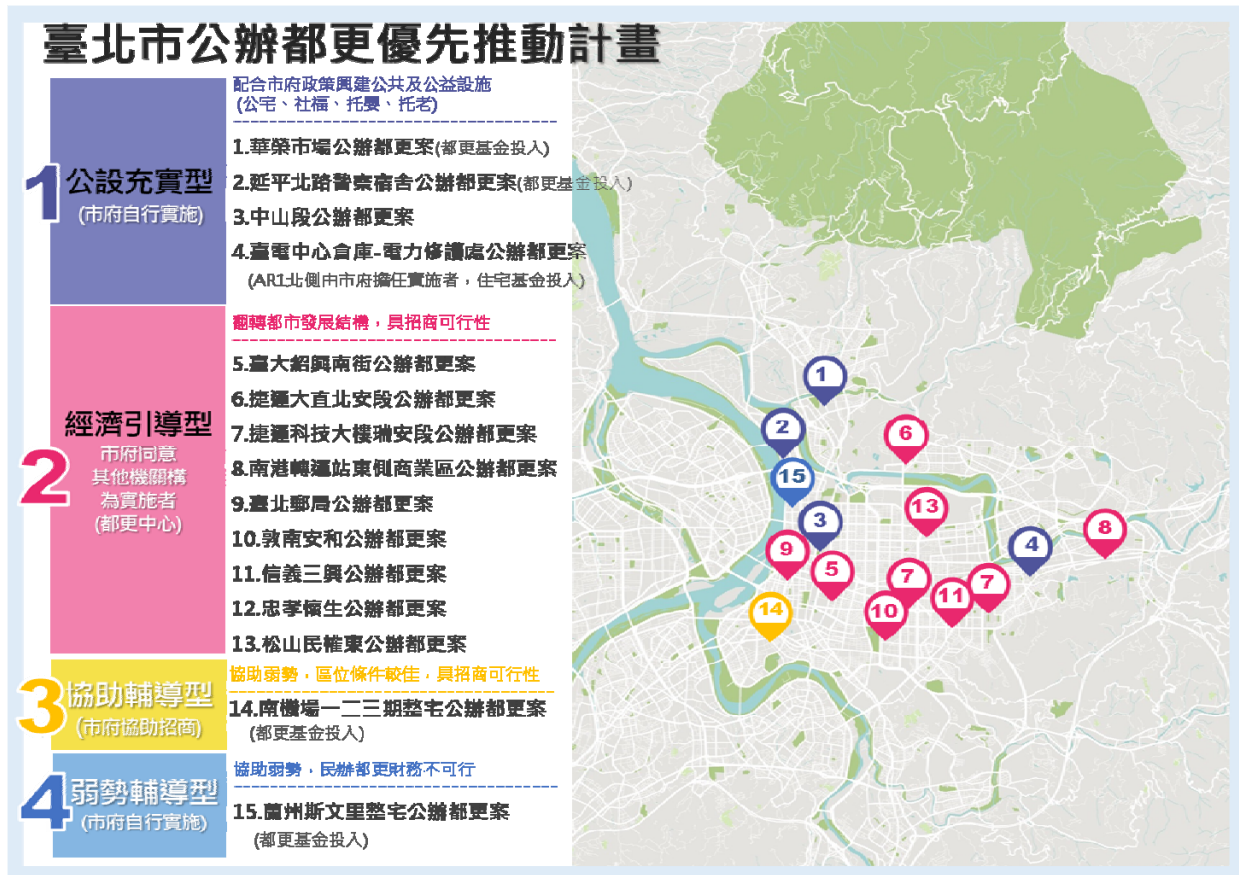 臺北市公辦都更優先推動計畫
1
公設充實型
(市府自行實施)
配合市府政策興建公共及公益設施
(公宅、社福、托嬰、托老)
1.華榮市場公辦都更案(都更基金投入)
2.延平北路警察宿舍公辦都更案(都更基金投入)
3.中山段公辦都更案
4.臺電中心倉庫-電力修護處公辦都更案
(AR1北側由市府擔任實施者，住宅基金投入)
2
經濟引導型
市府同意
其他機關構
為實施者
(都更中心)
翻轉都市發展結構，具招商可行性
5.臺大紹興南街公辦都更案
6.捷運大直北安段公辦都更案
7.捷運科技大樓瑞安段公辦都更案
8.南港轉運站東側商業區公辦都更案
9.臺北郵局公辦都更案
10.敦南安和公辦都更案
11.信義三興公辦都更案
12.忠孝懷生公辦都更案
13.松山民權東公辦都更案
3
協助輔導型
(市府協助招商)
協助弱勢，區位條件較佳，具招商可行性
14.南機場一二三期整宅公辦都更案
(都更基金投入)
4
弱勢輔導型
(市府自行實施)
協助弱勢，民辦都更財務不可行
15.蘭州斯文里整宅公辦都更案
(都更基金投入)
1
2
6
15
13
3
8
4
9
5
7
7
11
10
14